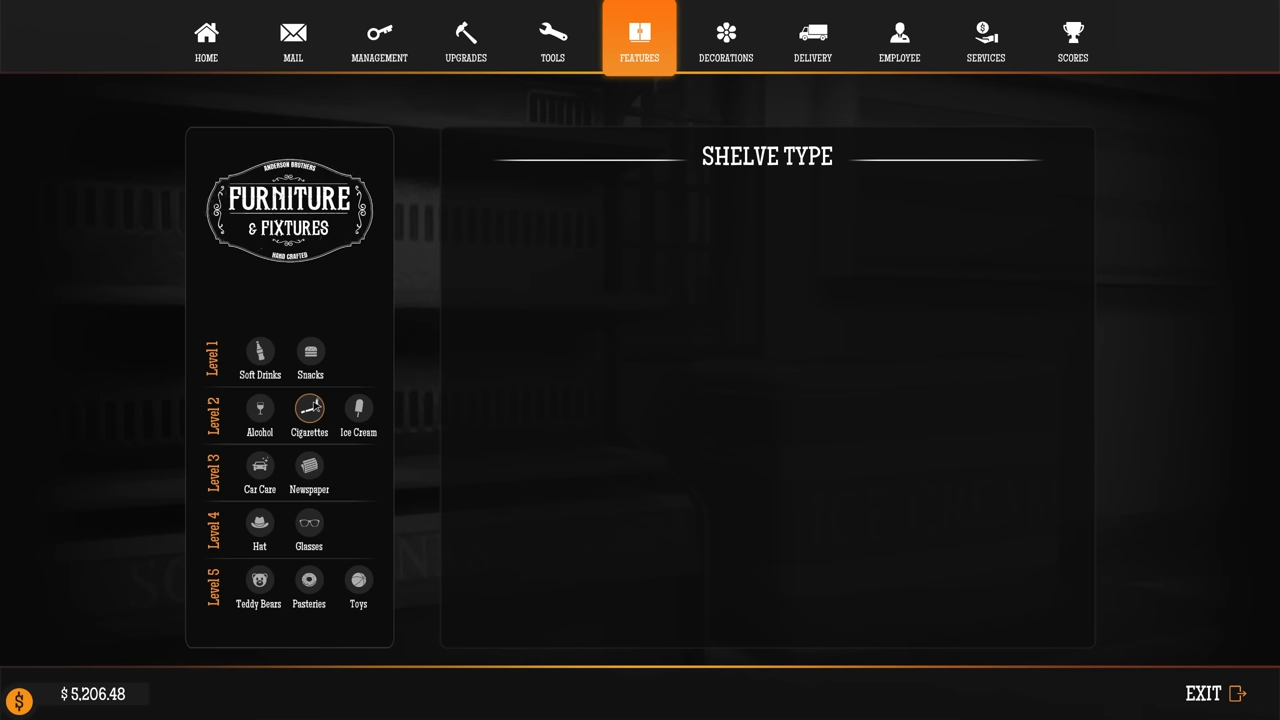 HOME
MAIL
MANAGEMENT
UPGRADES
TOOLS
FEATURES
DECORATIONS
DELIVERY
EMPLOYEE
SERVICES
SCORES
ANDERSON BROTHERS
FURNITURE
& FIXTURES
HAND CRAFTED
SHELVE TYPE
Level 1
Soft Drinks
Snacks
Level 2
Alcohol
Cigarettes
Ice Cream
Level 3
Car Care
Newspaper
Level 4
Hat
Glasses
Level 5
Teddy Bears
Pasteries
Toys
$ 5,206.48
EXIT